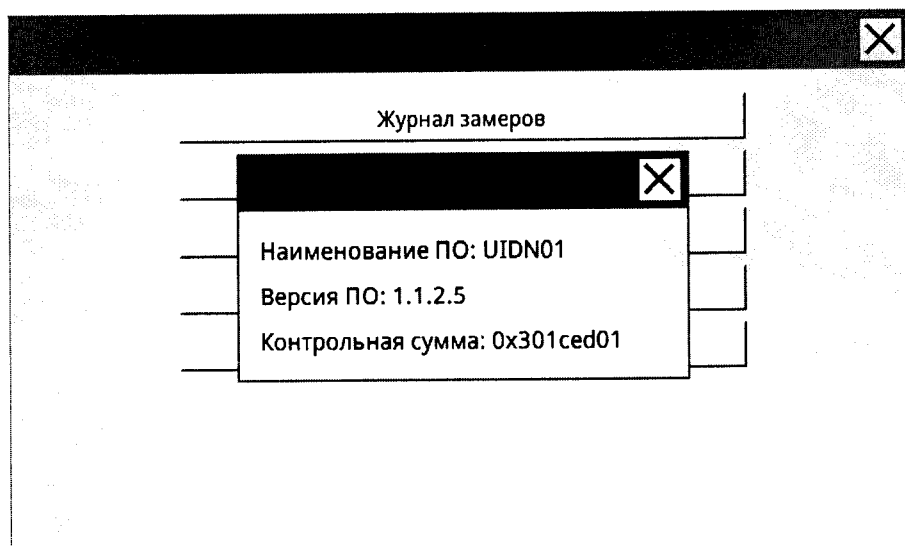 Журнал замеров
Наименование ПО: UIDN01
Версия ПО: 1.1.2.5
Контрольная сумма: 0x301ced01